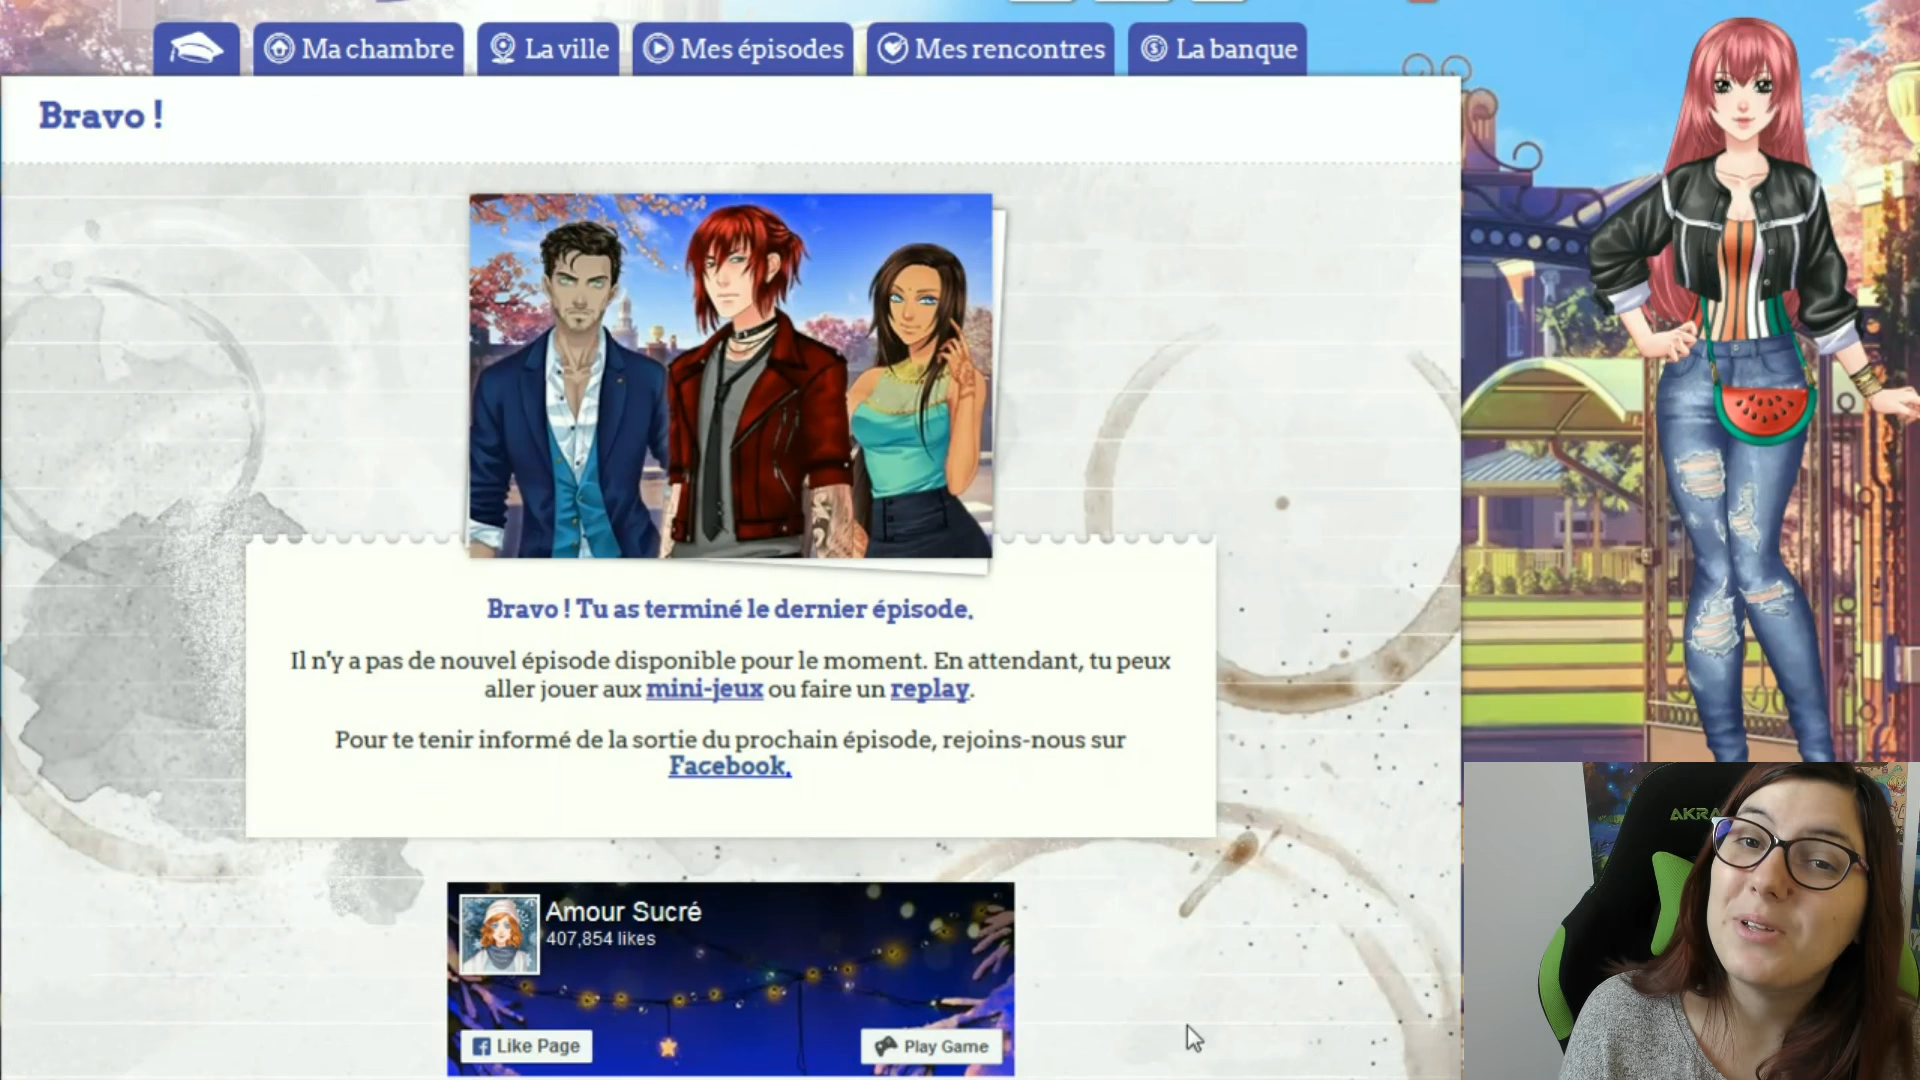 Ma chambre
La ville
Mes épisodes
Mes rencontres
La banque
Bravo !
Bravo ! Tu as terminé le dernier épisode.
Il n'y a pas de nouvel épisode disponible pour le moment. En attendant, tu peux
aller jouer aux mini-jeux ou faire un replay.
Pour te tenir informé de la sortie du prochain épisode, rejoins-nous sur
Facebook.
AKRA
Amour Sucré
407,854 likes
Like Page
Play Game